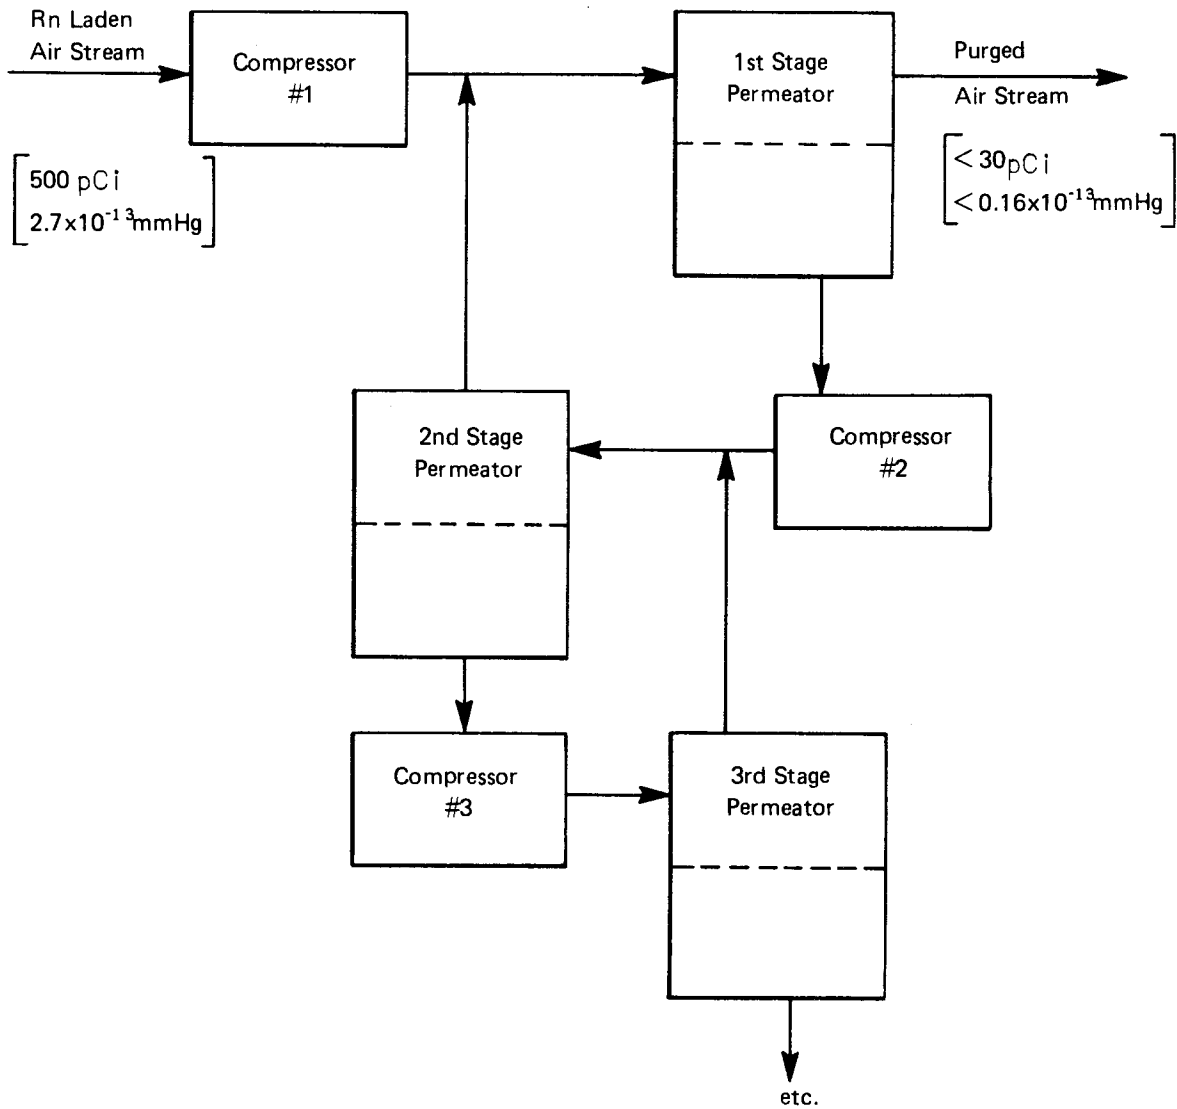 Rn Laden
Air Stream
Compressor
#1
1st Stage
Permeator
Purged
Air Stream
500 pCi
2.7x10⁻¹³mmHg
<30pCi
<0.16x10⁻¹³mmHg
2nd Stage
Permeator
Compressor
#2
Compressor
#3
3rd Stage
Permeator
etc.